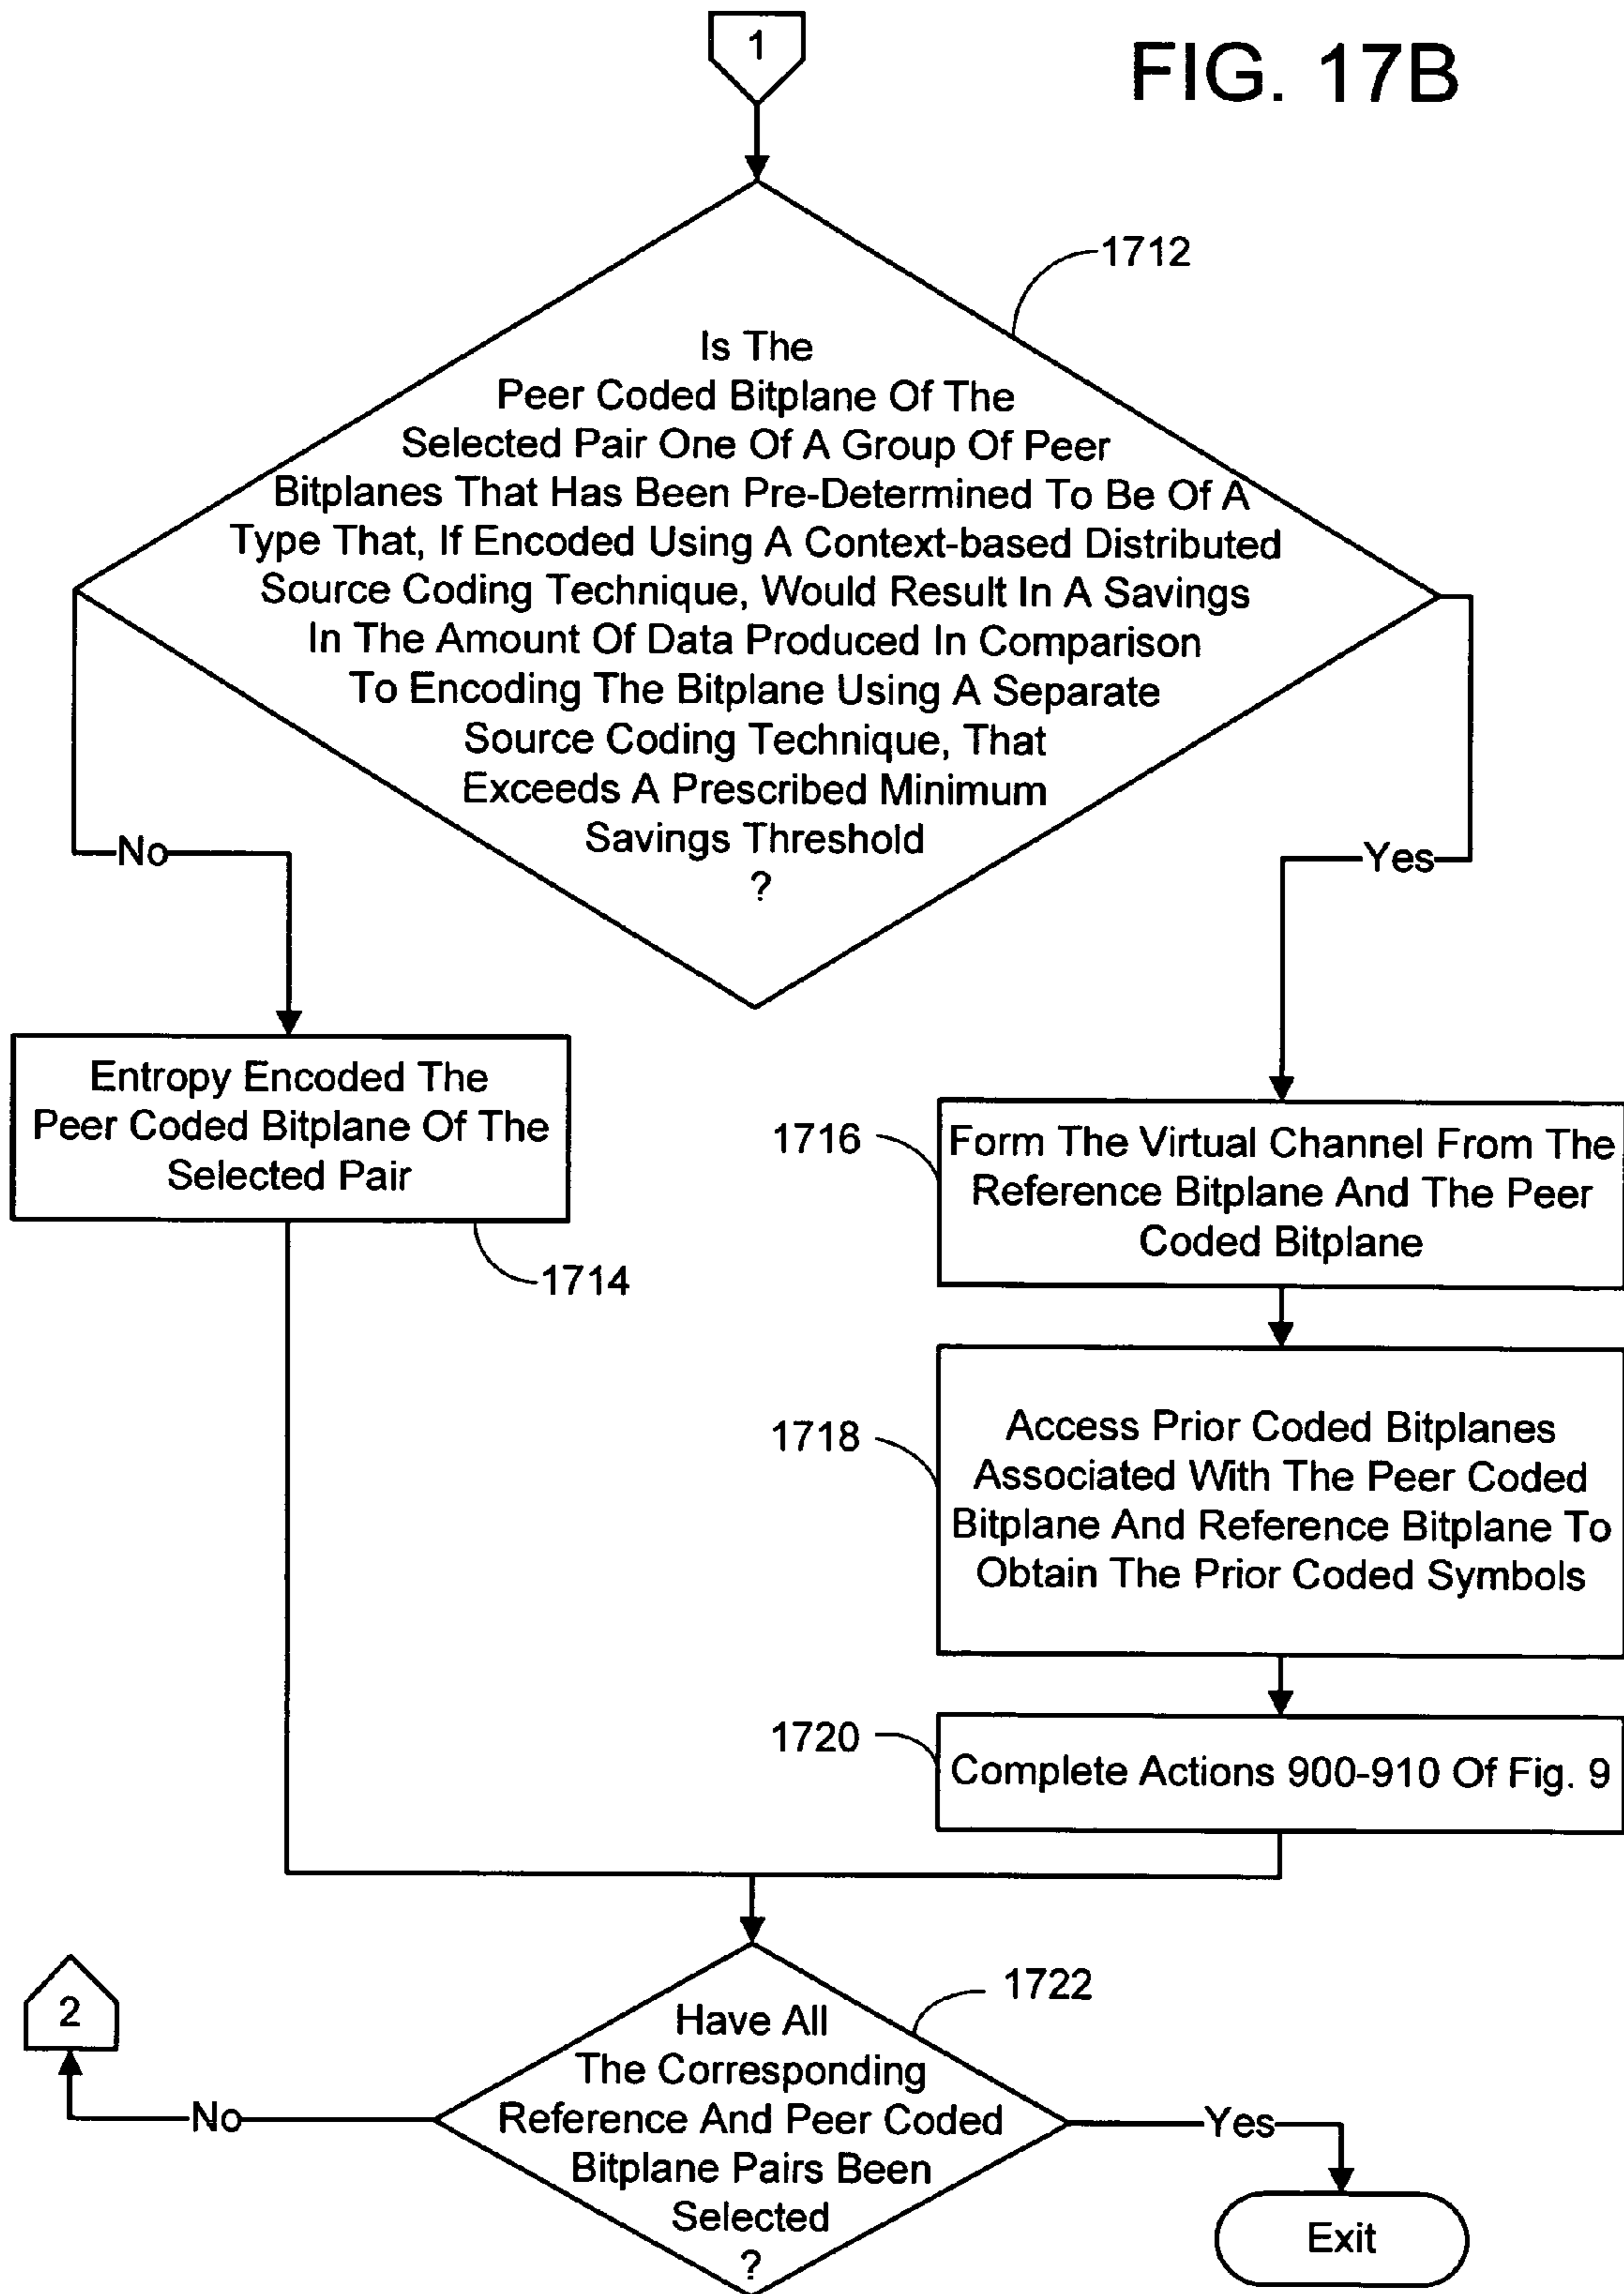 1
FIG. 17B
1712
Is The
Peer Coded Bitplane Of The
Selected Pair One Of A Group Of Peer
Bitplanes That Has Been Pre-Determined To Be Of A
Type That, If Encoded Using A Context-based Distributed
Source Coding Technique, Would Result In A Savings
In The Amount Of Data Produced In Comparison
To Encoding The Bitplane Using A Separate
Source Coding Technique, That
Exceeds A Prescribed Minimum
Savings Threshold
?
No
Yes
Entropy Encoded The
Peer Coded Bitplane Of The
Selected Pair
1714
1716
Form The Virtual Channel From The
Reference Bitplane And The Peer
Coded Bitplane
1718
Access Prior Coded Bitplanes
Associated With The Peer Coded
Bitplane And Reference Bitplane To
Obtain The Prior Coded Symbols
1720
Complete Actions 900-910 Of Fig. 9
1722
Have All
The Corresponding
Reference And Peer Coded
Bitplane Pairs Been
Selected
?
No
2
Yes
Exit